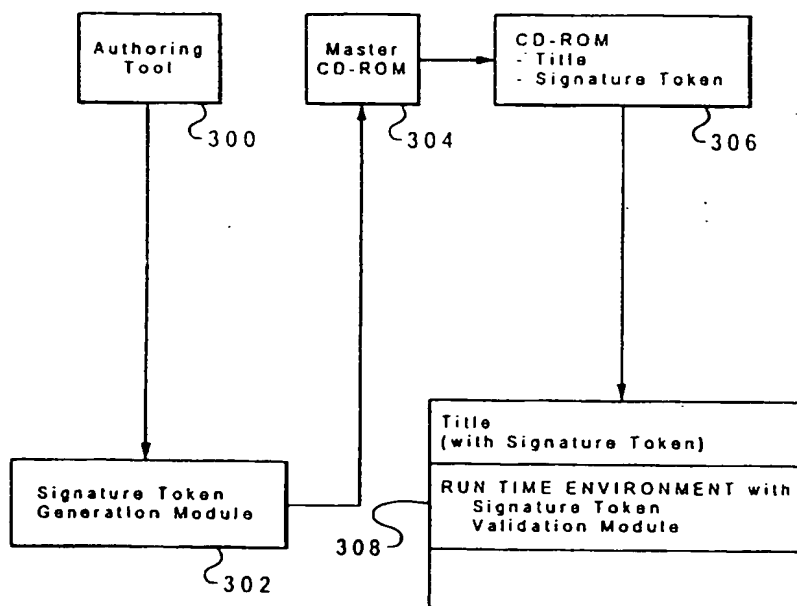 Authoring
Tool
300
Master
CD-ROM
304
CD-ROM
- Title
- Signature Token
306
Signature Token
Generation Module
302
Title
(with Signature Token)
RUN TIME ENVIRONMENT with
Signature Token
Validation Module
308